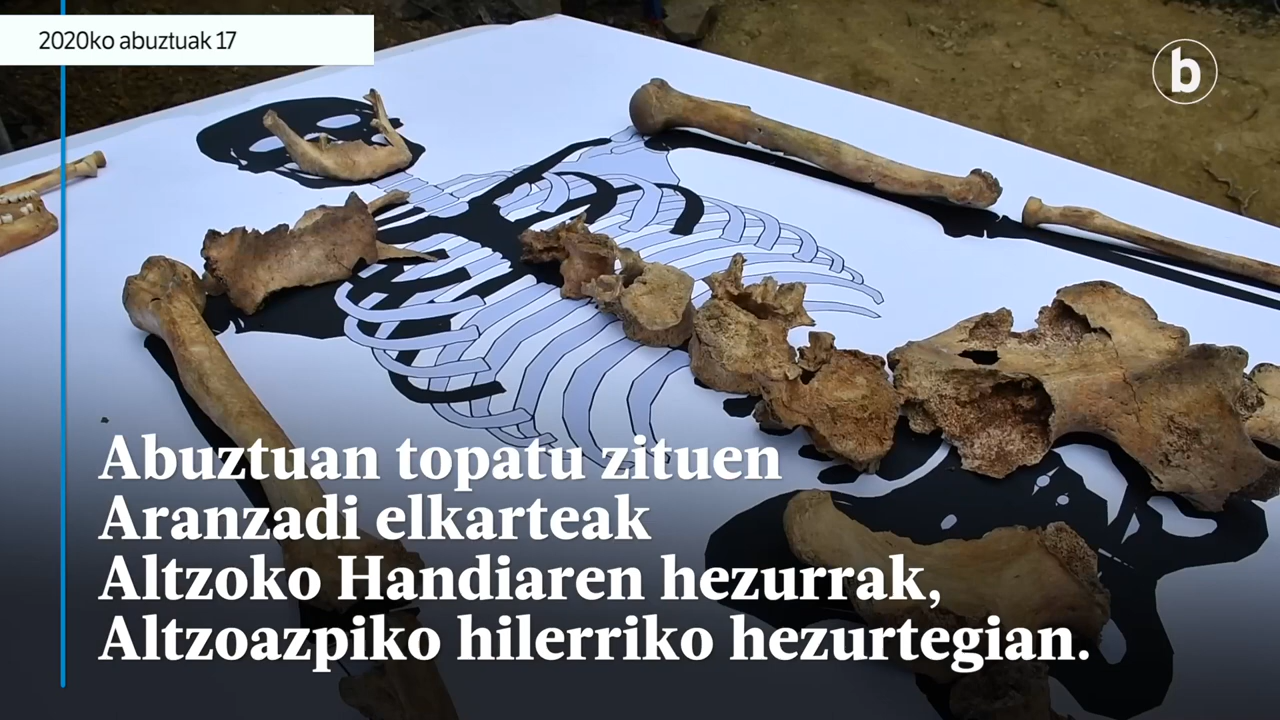 2020ko abuztuak 17
b
Abuztuan topatu zituen
Aranzadi elkarteak
Altzoko Handiaren hezurrak,
Altzoazpiko hilerriko hezurtegian.